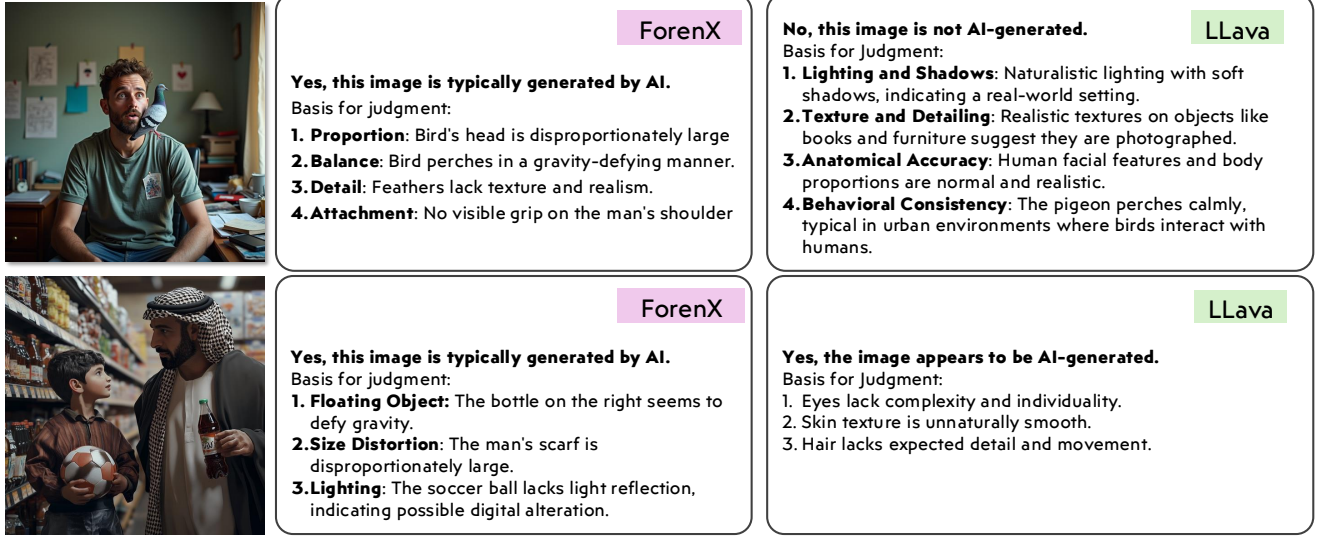 ForenX
Yes, this image is typically generated by AI.
Basis for judgment:
1. Proportion: Bird's head is disproportionately large
2. Balance: Bird perches in a gravity-defying manner.
3. Detail: Feathers lack texture and realism.
4. Attachment: No visible grip on the man's shoulder
LLava
No, this image is not AI-generated.
Basis for Judgment:
1. Lighting and Shadows: Naturalistic lighting with soft
shadows, indicating a real-world setting.
2. Texture and Detailing: Realistic textures on objects like
books and furniture suggest they are photographed.
3. Anatomical Accuracy: Human facial features and body
proportions are normal and realistic.
4. Behavioral Consistency: The pigeon perches calmly,
typical in urban environments where birds interact with
humans.
ForenX
Yes, this image is typically generated by AI.
Basis for judgment:
1. Floating Object: The bottle on the right seems to
defy gravity.
2. Size Distortion: The man's scarf is
disproportionately large.
3. Lighting: The soccer ball lacks light reflection,
indicating possible digital alteration.
LLava
Yes, the image appears to be AI-generated.
Basis for Judgment:
1. Eyes lack complexity and individuality.
2. Skin texture is unnaturally smooth.
3. Hair lacks expected detail and movement.